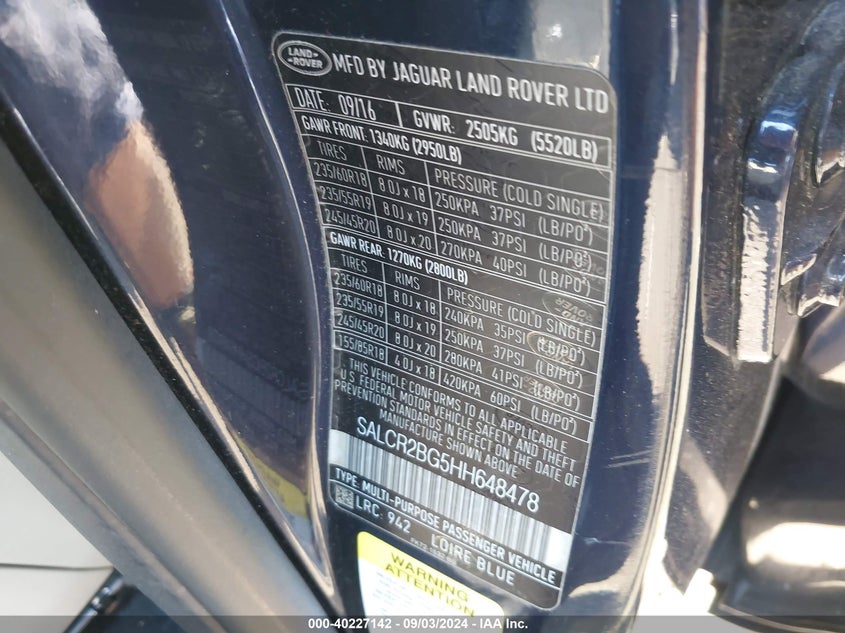 LAND ROVER
MFD BY JAGUAR LAND ROVER LTD
DATE: 09/16 GVWR: 2505KG (5520LB)
GAWR FRONT: 1340KG (2950LB)
TIRES RIMS PRESSURE (COLD SINGLE)
235/60R18 8.0J x 18 250KPA 37PSI (LB/PO²)
235/55R19 8.0J x 19 250KPA 37PSI (LB/PO²)
245/45R20 8.0J x 20 270KPA 40PSI (LB/PO²)
GAWR REAR: 1270KG (2800LB)
TIRES RIMS PRESSURE (COLD SINGLE)
235/60R18 8.0J x 18 240KPA 35PSI (LB/PO²)
235/55R19 8.0J x 19 250KPA 37PSI (LB/PO²)
245/45R20 8.0J x 20 280KPA 41PSI (LB/PO²)
155/85R18 4.0J x 18 420KPA 60PSI (LB/PO²)
THIS VEHICLE CONFORMS TO ALL APPLICABLE
U.S. FEDERAL MOTOR VEHICLE SAFETY AND THEFT
PREVENTION STANDARDS IN EFFECT ON THE DATE OF
MANUFACTURE SHOWN ABOVE.
SALCR2BG5HH648478
TYPE: MULTI-PURPOSE PASSENGER VEHICLE
LRC: 942 LOIRE BLUE
WARNING
ATTENTION
000-40227142 - 09/03/2024 - IAA Inc.